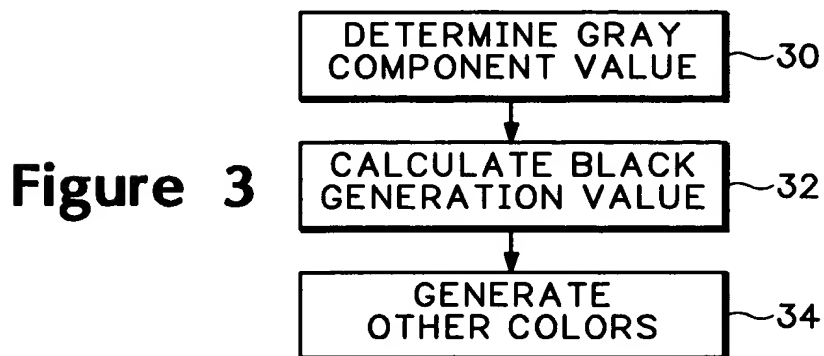 DETERMINE GRAY
COMPONENT VALUE
30
Figure 3
CALCULATE BLACK
GENERATION VALUE
32
GENERATE
OTHER COLORS
34